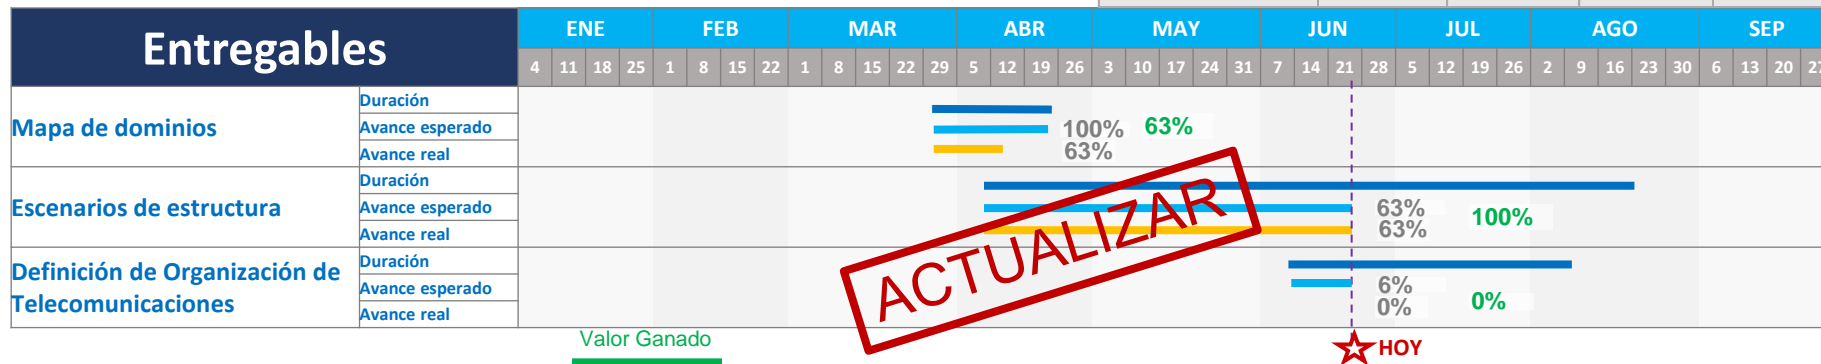 Entregables
ENE FEB MAR ABR MAY JUN JUL AGO SEP
4 11 18 25 1 8 15 22 1 8 15 22 29 5 12 19 26 3 10 17 24 31 7 14 21 28 5 12 19 26 2 9 16 23 30 6 13 20 27
Mapa de dominios
Duración
Avance esperado
100% 63%
Avance real
63%
Escenarios de estructura
Duración
Avance esperado
63%
100%
Avance real
63%
Definición de Organización de
Telecomunicaciones
Duración
Avance esperado
6%
0%
Avance real
0%
ACTUALIZAR
Valor Ganado
HOY